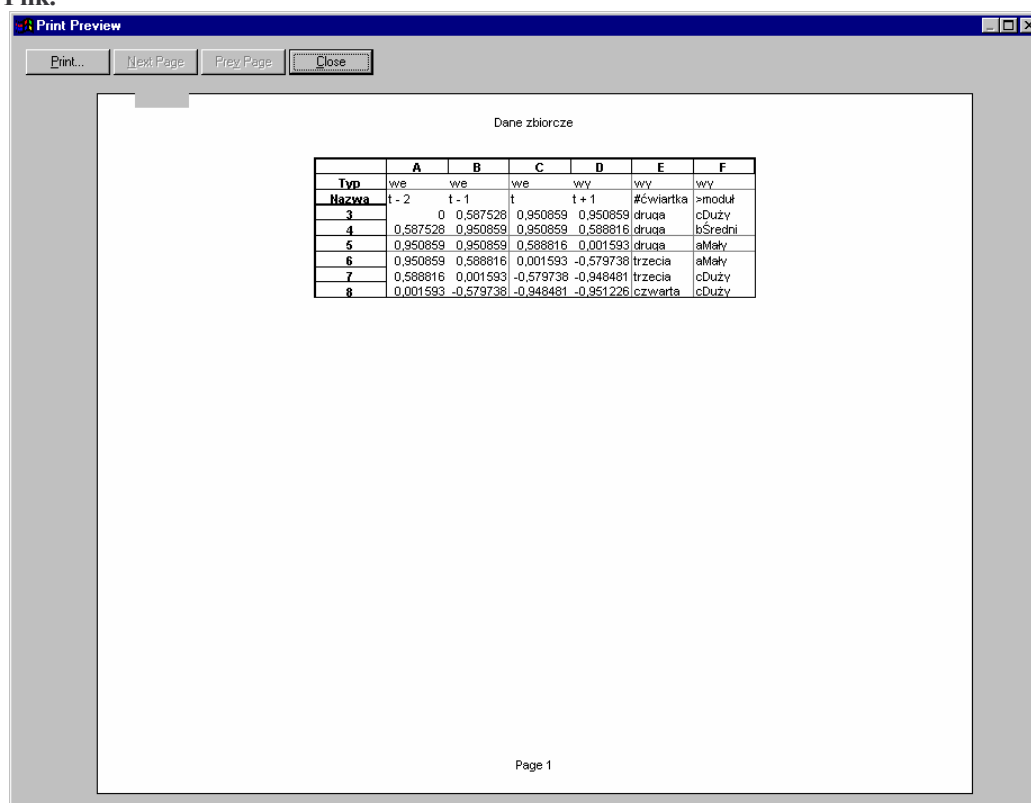 Plik.
Print Preview
Print... Next Page Prev Page Close
Dane zbiorcze
A B C D E F
Typ we we we wy wy wy
Nazwa t - 2 t - 1 t t + 1 #ćwiartka >moduł
3 0 0,587528 0,950859 0,950859 druga cDuży
4 0,587528 0,950859 0,950859 0,588816 druga bŚredni
5 0,950859 0,950859 0,588816 0,001593 druga aMały
6 0,950859 0,588816 0,001593 -0,579738 trzecia aMały
7 0,588816 0,001593 -0,579738 -0,948481 trzecia cDuży
8 0,001593 -0,579738 -0,948481 -0,951226 czwarta cDuży
Page 1